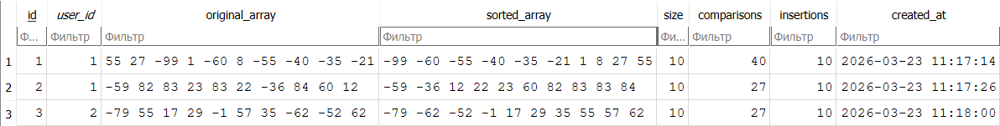 id user_id original_array sorted_array size comparisons insertions created_at
Ф... Фильтр Фильтр Фильтр Фи... Фильтр Фильтр Фильтр
1 1 1 55 27 -99 1 -60 8 -55 -40 -35 -21 -99 -60 -55 -40 -35 -21 1 8 27 55 10 40 10 2026-03-23 11:17:14
2 2 1 -59 82 83 23 83 22 -36 84 60 12 -59 -36 12 22 23 60 82 83 83 84 10 27 10 2026-03-23 11:17:26
3 3 2 -79 55 17 29 -1 57 35 -62 -52 62 -79 -62 -52 -1 17 29 35 55 57 62 10 27 10 2026-03-23 11:18:00